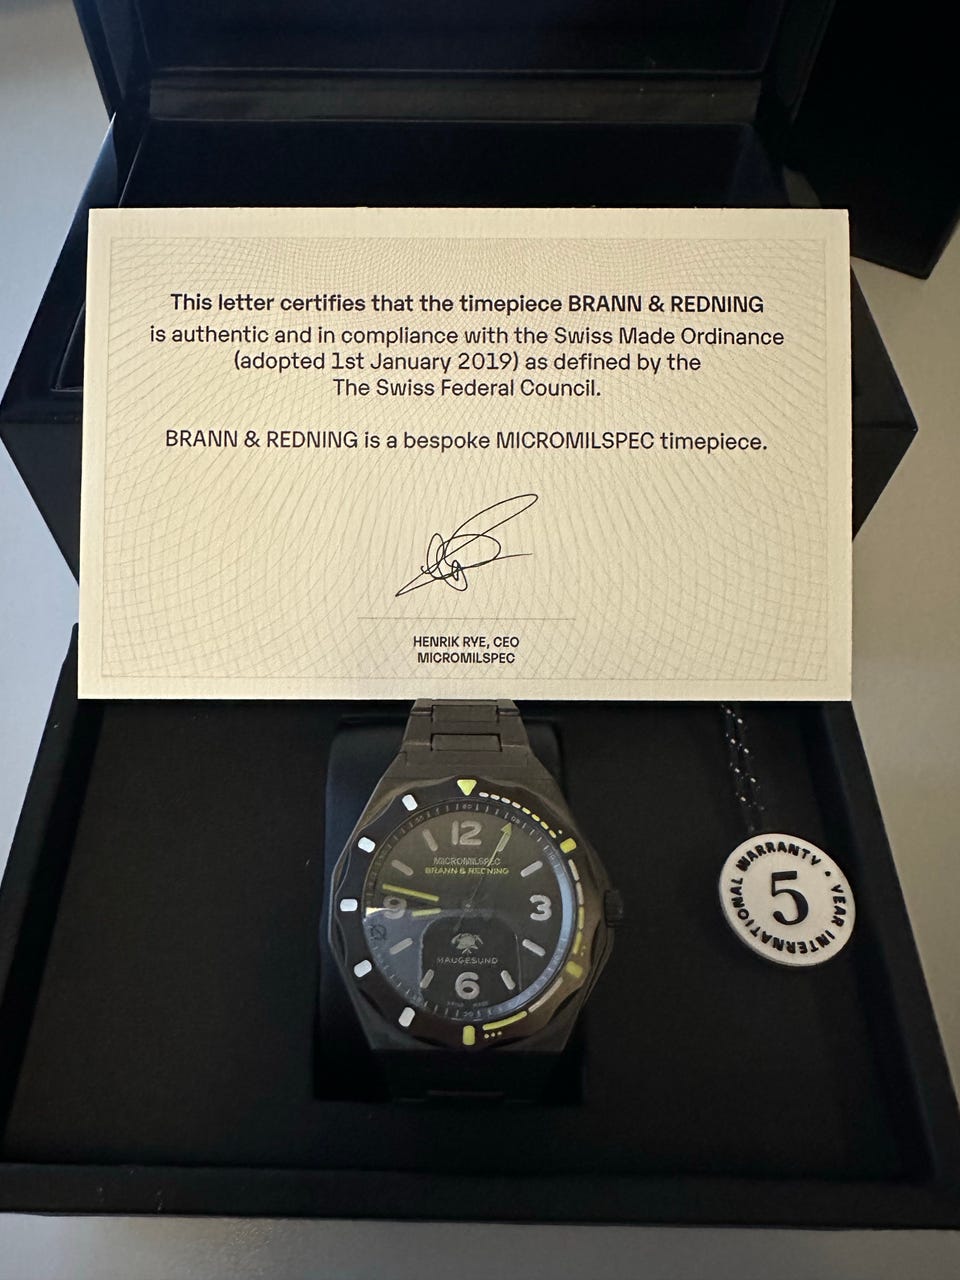 This letter certifies that the timepiece BRANN & REDNING
is authentic and in compliance with the Swiss Made Ordinance
(adopted 1st January 2019) as defined by the
The Swiss Federal Council.
BRANN & REDNING is a bespoke MICROMILSPEC timepiece.
HENRIK RYE, CEO
MICROMILSPEC
12
MICROMILSPEC
BRANN & REDNING
9
3
HAUGESUND
6
SWISS MADE
5
YEAR INTERNATIONAL WARRANTY •